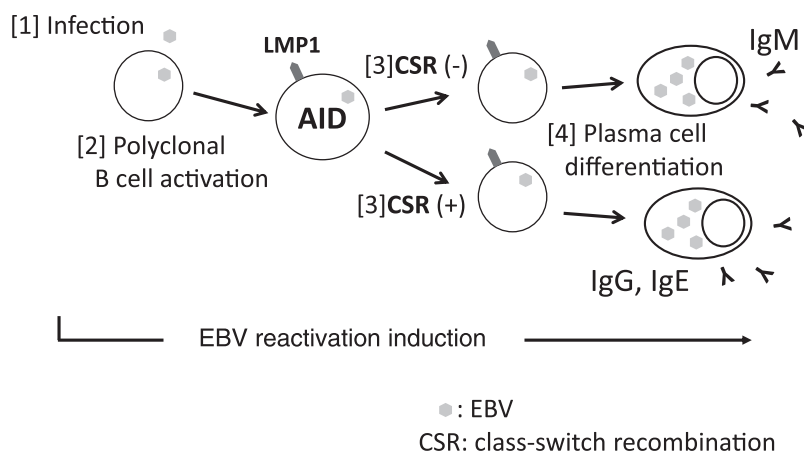 [1] Infection
LMP1
[3]CSR (-)
IgM
AID
[2] Polyclonal
B cell activation
[4] Plasma cell
differentiation
[3]CSR (+)
IgG, IgE
EBV reactivation induction
: EBV
CSR: class-switch recombination